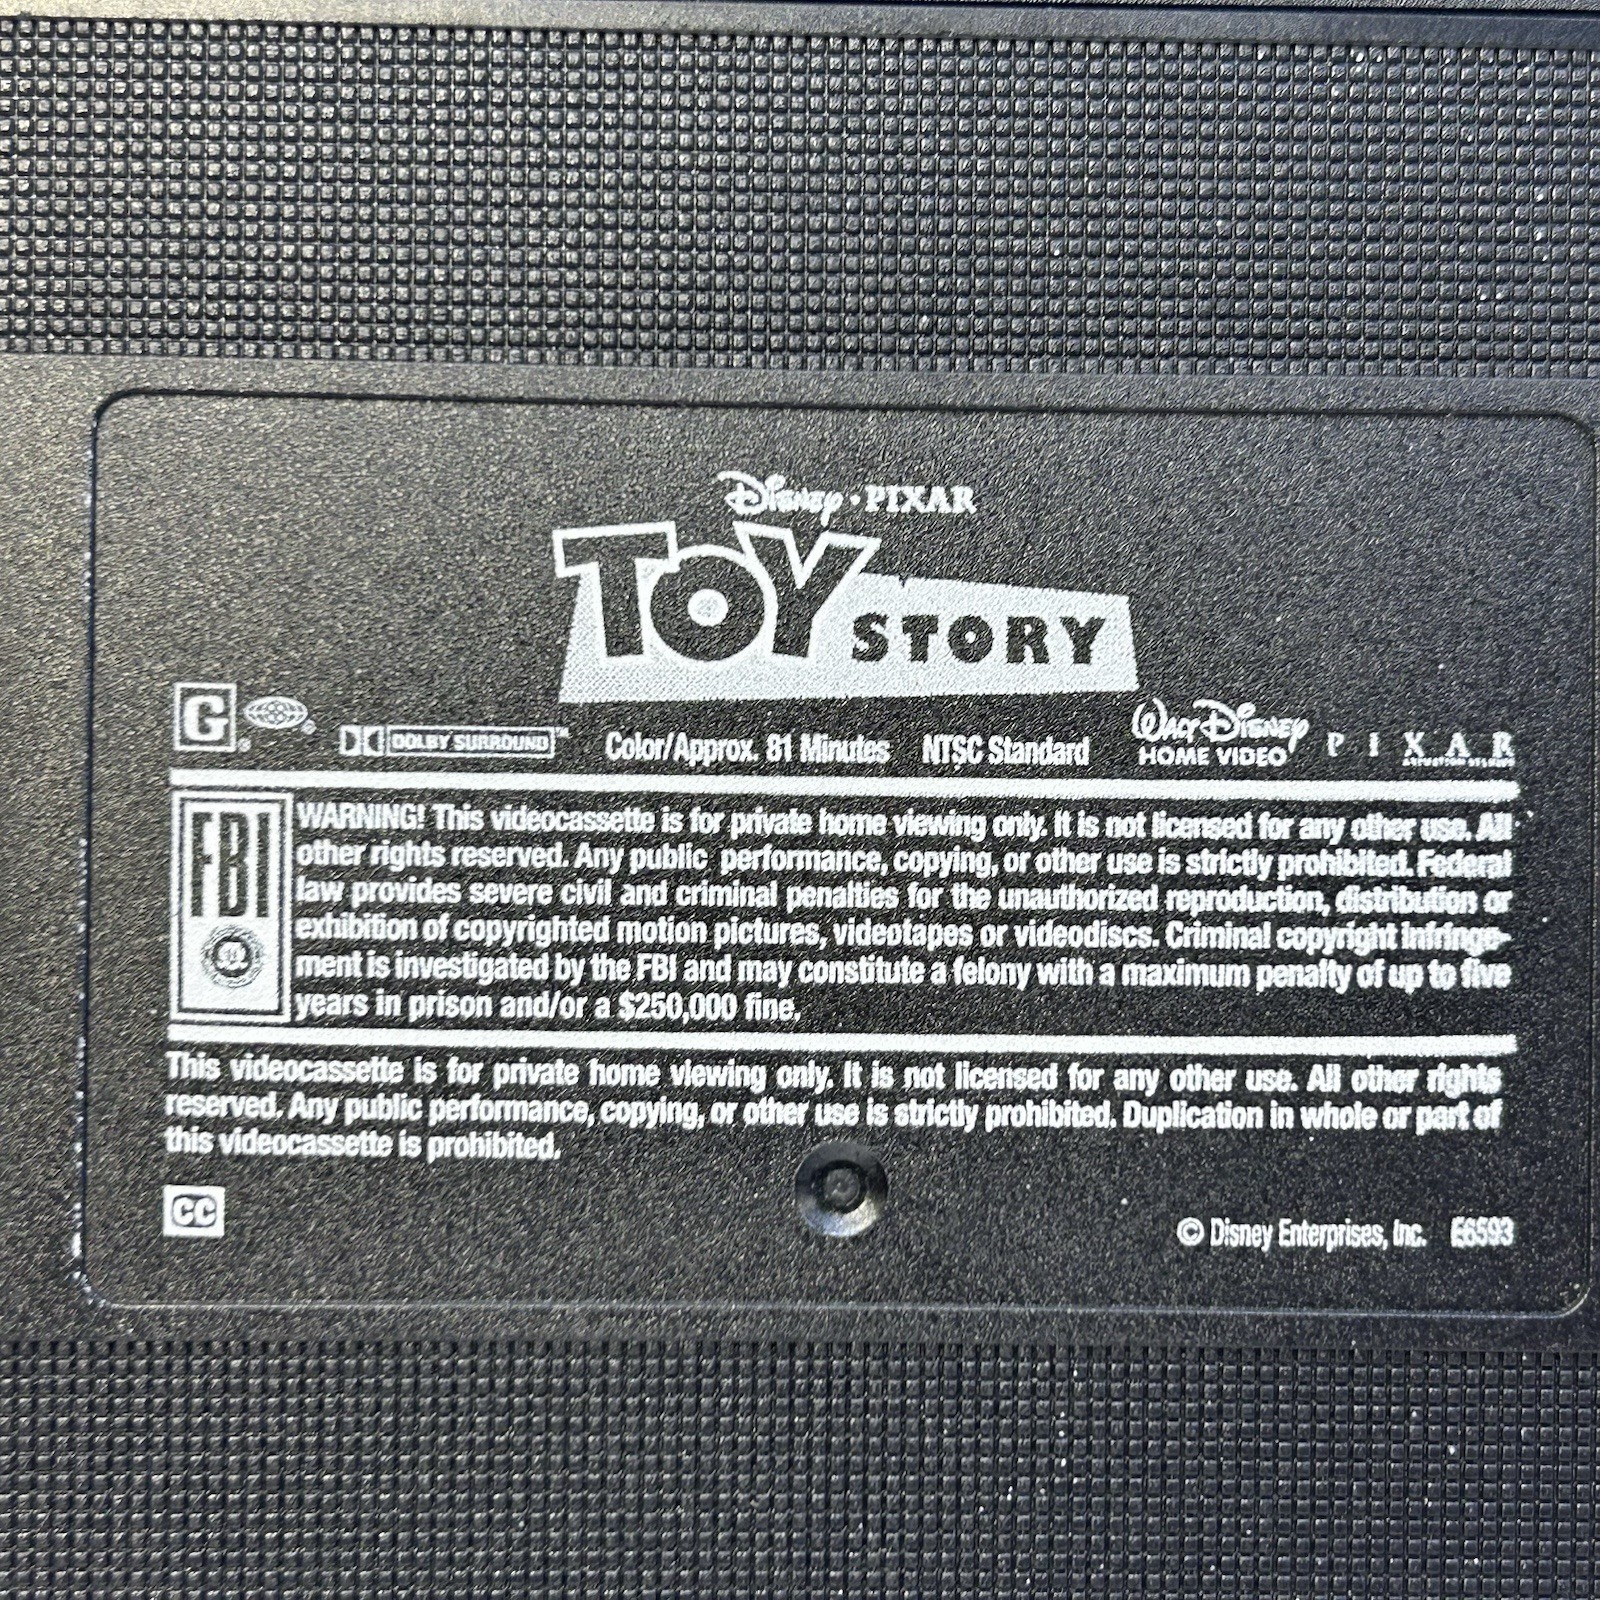 Disney · PIXAR
TOY STORY
G
DOLBY SURROUND™ Color/Approx. 81 Minutes NTSC Standard Walt Disney HOME VIDEO PIXAR ANIMATION STUDIOS
FBI
WARNING! This videocassette is for private home viewing only. It is not licensed for any other use. All
other rights reserved. Any public performance, copying, or other use is strictly prohibited. Federal
law provides severe civil and criminal penalties for the unauthorized reproduction, distribution or
exhibition of copyrighted motion pictures, videotapes or videodiscs. Criminal copyright infringe-
ment is investigated by the FBI and may constitute a felony with a maximum penalty of up to five
years in prison and/or a $250,000 fine.
This videocassette is for private home viewing only. It is not licensed for any other use. All other rights
reserved. Any public performance, copying, or other use is strictly prohibited. Duplication in whole or part of
this videocassette is prohibited.
CC
© Disney Enterprises, Inc. E6593